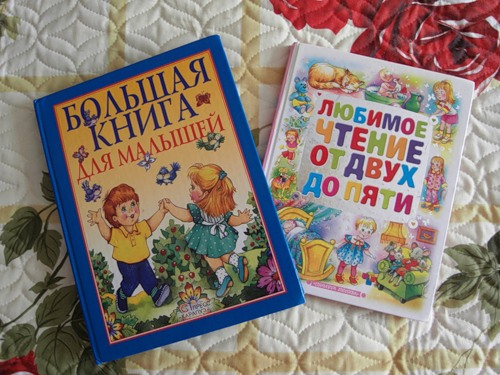 БОЛЬШАЯ
КНИГА
ДЛЯ МАЛЫШЕЙ
ЛЮБИМОЕ
ЧТЕНИЕ
ОТ ДВУХ
ДО ПЯТИ